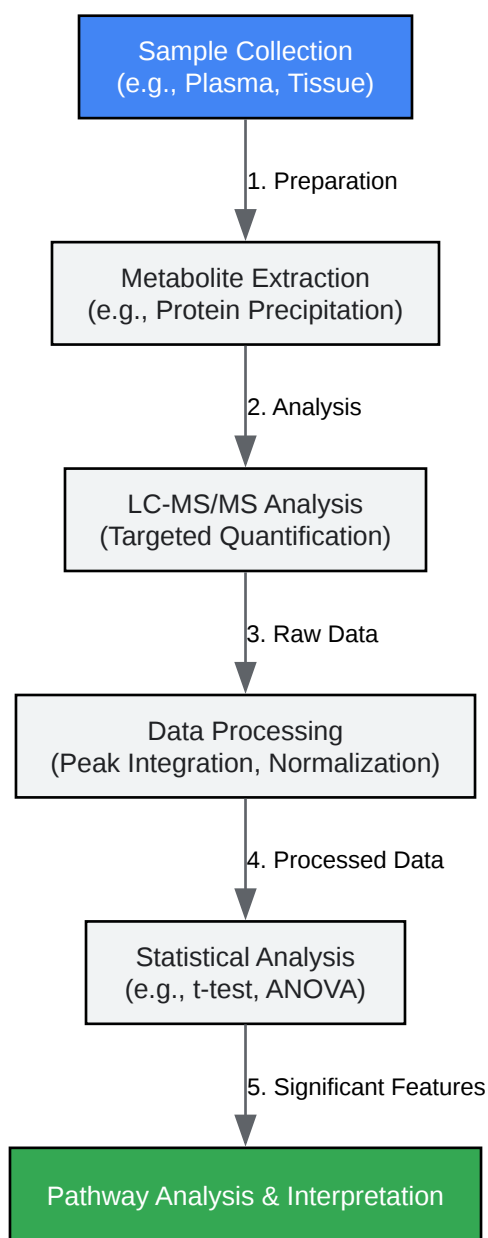 Sample Collection
(e.g., Plasma, Tissue)
1. Preparation
Metabolite Extraction
(e.g., Protein Precipitation)
2. Analysis
LC-MS/MS Analysis
(Targeted Quantification)
3. Raw Data
Data Processing
(Peak Integration, Normalization)
4. Processed Data
Statistical Analysis
(e.g., t-test, ANOVA)
5. Significant Features
Pathway Analysis & Interpretation